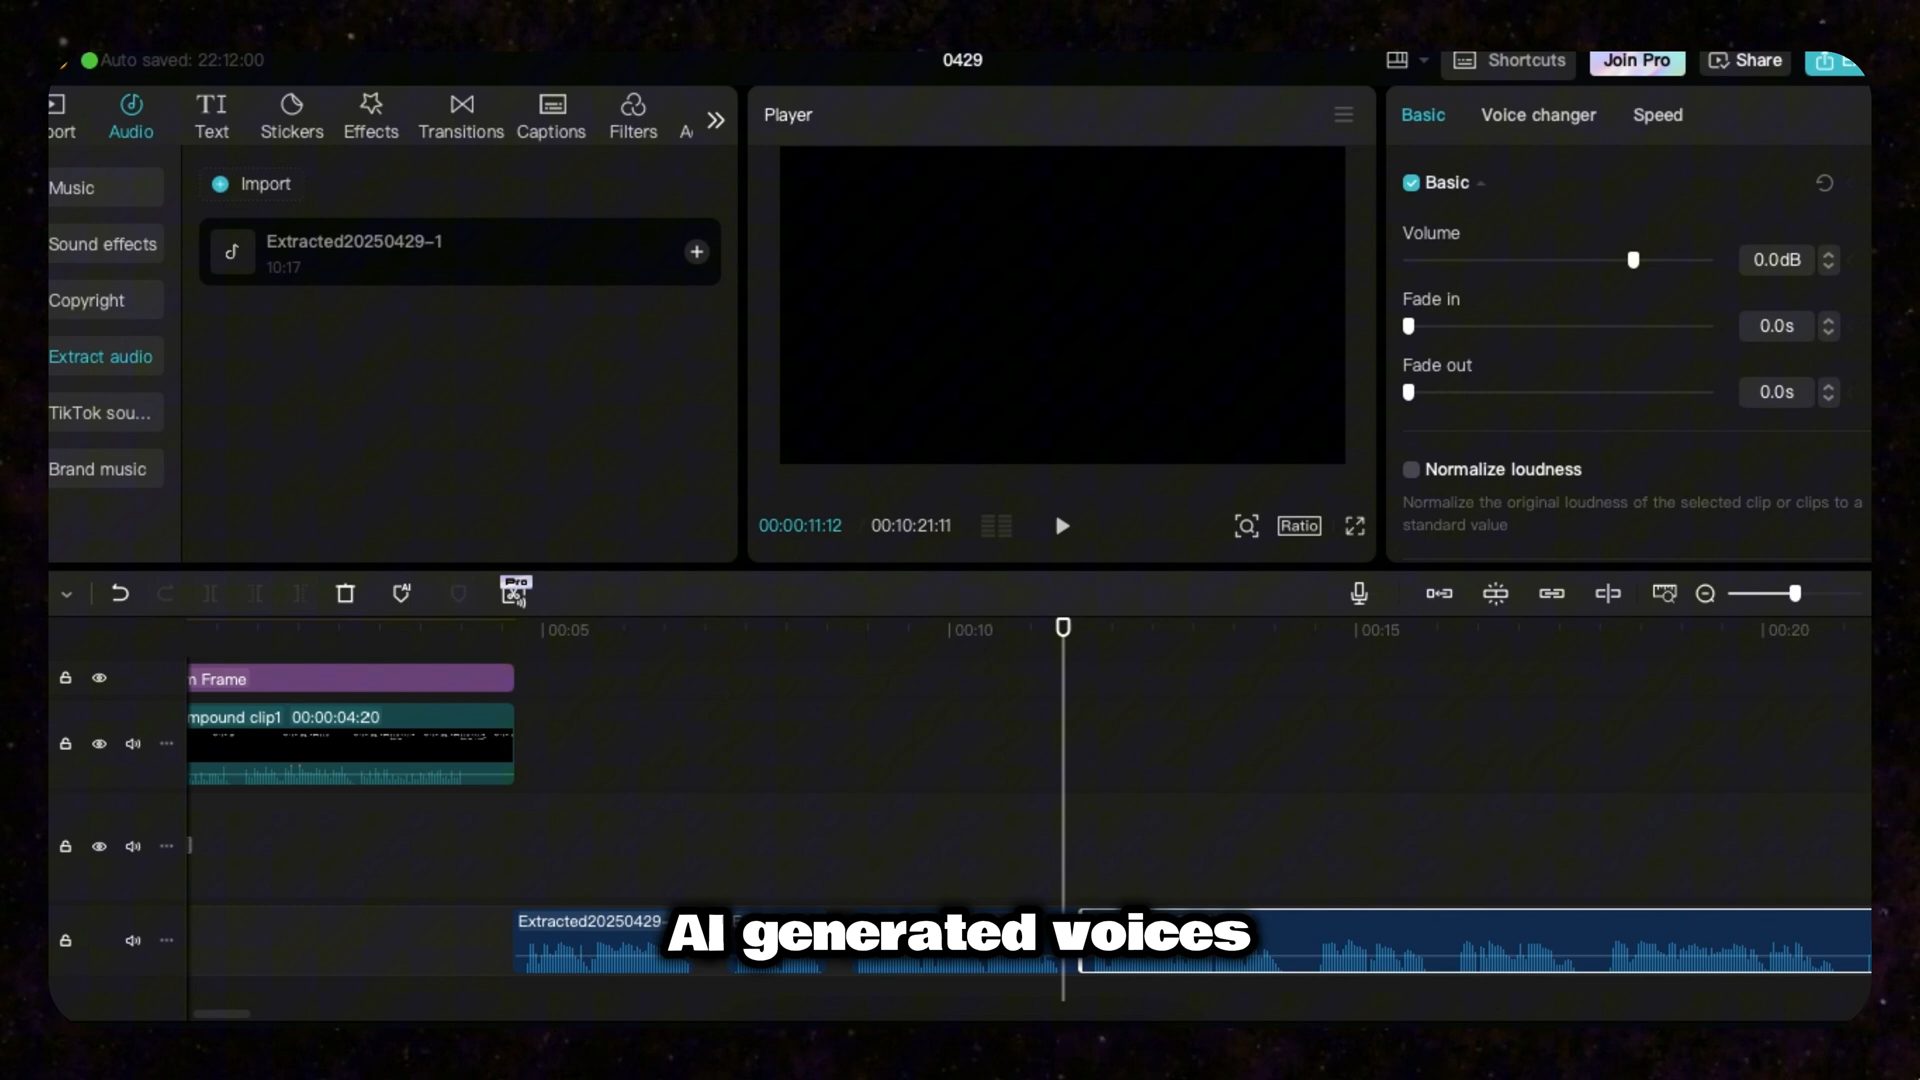 Auto saved: 22:12:00
0429
Shortcuts
Join Pro
Share
ort
Audio
TI
Text
Stickers
Effects
Transitions
Captions
Filters
Player
Basic
Voice changer
Speed
Music
Sound effects
Copyright
Extract audio
TikTok sou...
Brand music
Import
Extracted20250429-1
10:17
00:00:11:12
00:10:21:11
Ratio
Basic
Volume
0.0dB
Fade in
0.0s
Fade out
0.0s
Normalize loudness
Normalize the original loudness of the selected clip or clips to a
standard value
Pro
00:05
00:10
00:15
00:20
n Frame
mpound clip1 00:00:04:20
Extracted20250429-
AI generated voices